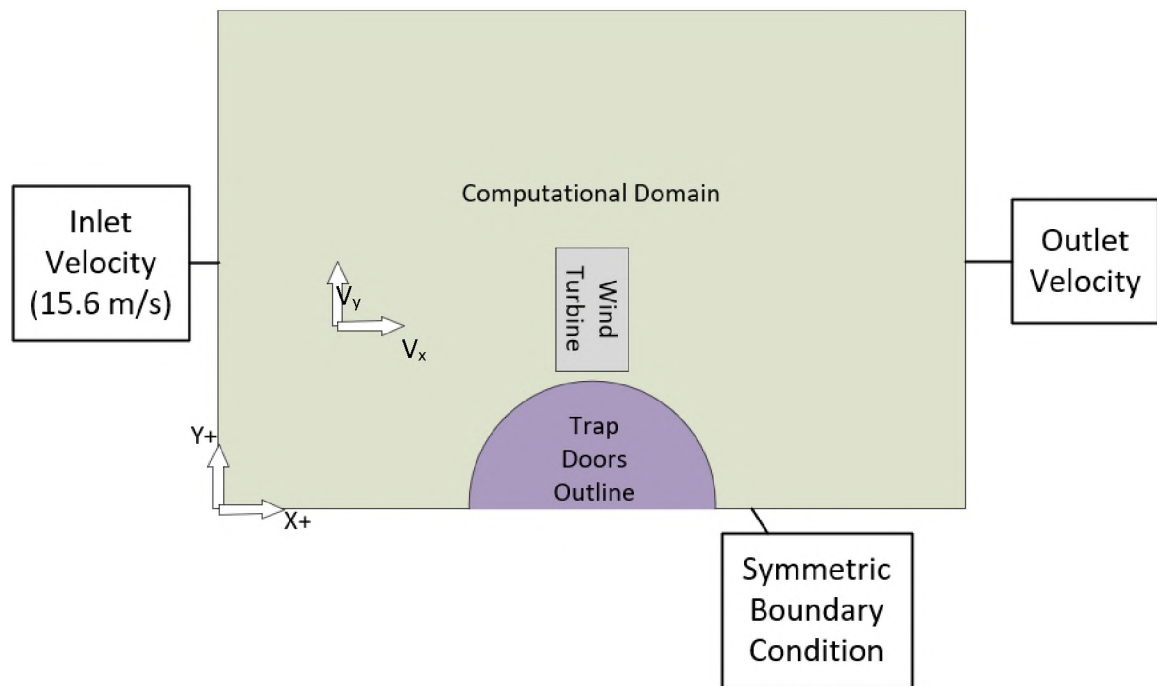 Computational Domain
Inlet
Velocity
(15.6 m/s)
Outlet
Velocity
Wind
Turbine
Vy
Vx
Trap
Doors
Outline
Y+
X+
Symmetric
Boundary
Condition